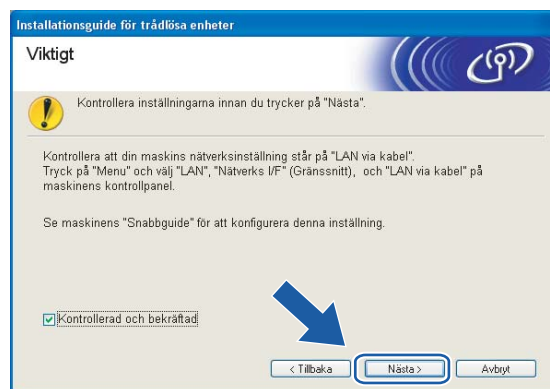 Installationsguide för trådlösa enheter
Viktigt
Kontrollera inställningarna innan du trycker på "Nästa".
Kontrollera att din maskins nätverksinställning står på "LAN via kabel".
Tryck på "Menu" och välj "LAN", "Nätverks I/F" (Gränssnitt), och "LAN via kabel" på
maskinens kontrollpanel.
Se maskinens "Snabbguide" för att konfigurera denna inställning.
Kontrollerad och bekräftad
< Tillbaka
Nästa >
Avbryt